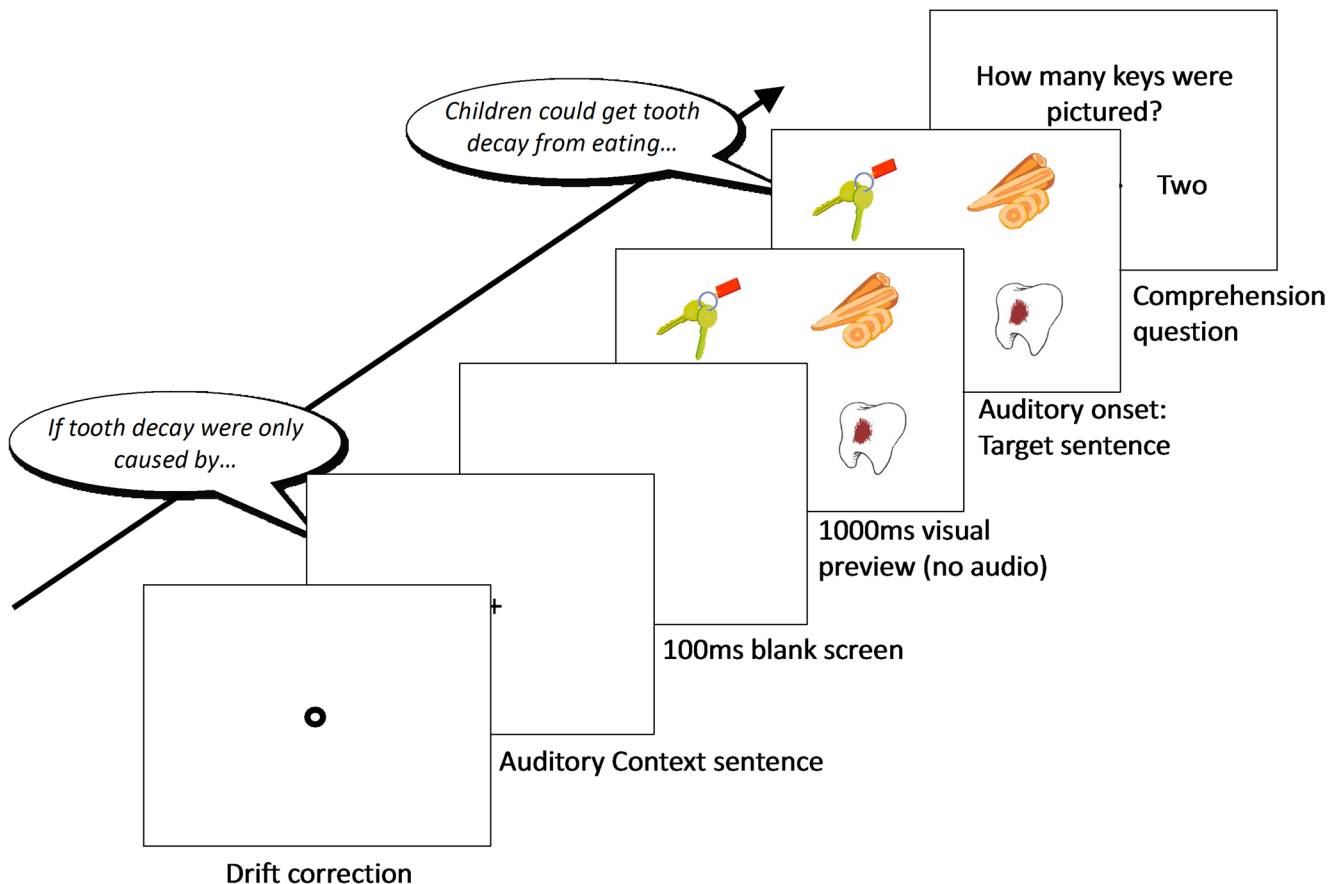 How many keys were
pictured?
Two
Children could get tooth
decay from eating…
Comprehension
question
Auditory onset:
Target sentence
If tooth decay were only
caused by…
1000ms visual
preview (no audio)
+
100ms blank screen
Auditory Context sentence
Drift correction